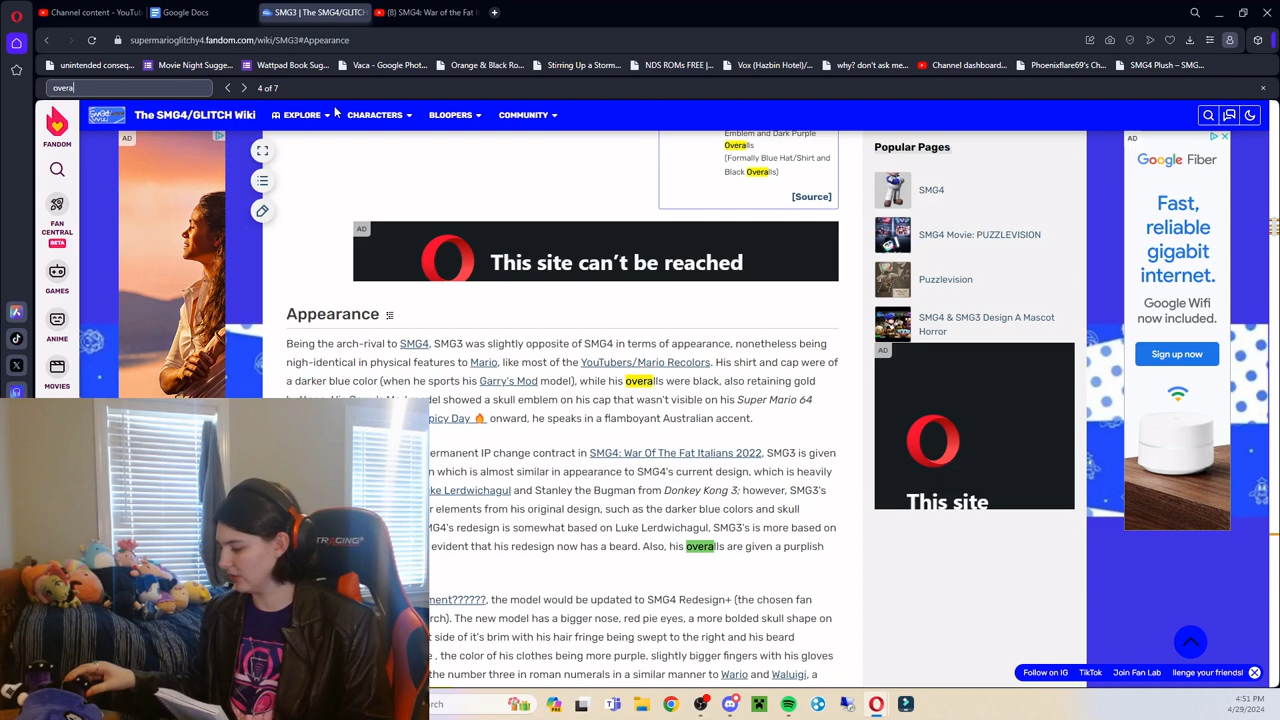 Channel content - YouTu
Google Docs
SMG3 | The SMG4/GLITCH
(8) SMG4: War of the Fat I
supermarioglitchy4.fandom.com/wiki/SMG3#Appearance
unintended conseq...
Movie Night Sugge...
Wattpad Book Sug...
Vaca - Google Phot...
Orange & Black Ro...
Stirring Up a Storm...
NDS ROMs FREE |...
Vox (Hazbin Hotel)/...
why? don't ask me...
Channel dashboard...
Phoenixflare69's Ch...
SMG4 Plush – SMG...
overa
4 of 7
The SMG4/GLITCH Wiki
EXPLORE
CHARACTERS
BLOOPERS
COMMUNITY
FANDOM
FAN CENTRAL
BETA
GAMES
ANIME
MOVIES
AD
Emblem and Dark Purple
Overalls
(Formally Blue Hat/Shirt and
Black Overalls)
[Source]
AD
This site can't be reached
Appearance
Being the arch-rival to SMG4, SMG3 was slightly opposite of SMG4 in terms of appearance, nonetheless being
nigh-identical in physical features to Mario, like most of the YouTubers/Mario Recolors. His shirt and cap were of
a darker blue color (when he sports his Garry's Mod model), while his overalls were black, also retaining gold
model showed a skull emblem on his cap that wasn't visible on his Super Mario 64
picy Day onward, he speaks in a flamboyant Australian accent.
ermanent IP change contract in SMG4: War Of The Fat Italians 2022, SMG3 is given
n which is almost similar in appearance to SMG4's current design, which is heavily
ke Lerdwichagul and Stanley the Bugman from Donkey Kong 3; however, SMG3's
r elements from his original design, such as the darker blue colors and skull
MG4's redesign is somewhat based on Luke Lerdwichagul, SMG3's is more based on
evident that his redesign now has a beard. Also, his overalls are given a purplish
ment??????, the model would be updated to SMG4 Redesign+ (the chosen fan
rch). The new model has a bigger nose, red pie eyes, a more bolded skull shape on
t side of it's brim with his hair fringe being swept to the right and his beard
, the color of his clothes being more purple, slightly bigger fingers with his gloves
mber three in roman numerals in a similar manner to Wario and Waluigi, a
Popular Pages
SMG4
SMG4 Movie: PUZZLEVISION
Puzzlevision
SMG4 & SMG3 Design A Mascot
Horror
AD
This site
AD
Google Fiber
Fast,
reliable
gigabit
internet.
Google Wifi
now included.
Sign up now
Follow on IG
TikTok
Join Fan Lab
llenge your friends!
TRACING
earch
4:51 PM
4/29/2024